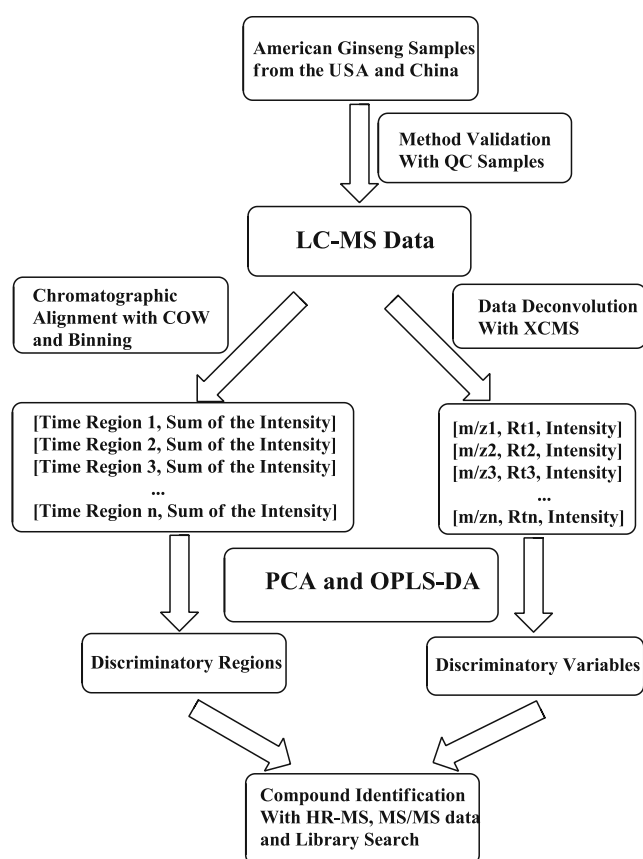 American Ginseng Samples
from the USA and China
Method Validation
With QC Samples
LC-MS Data
Chromatographic
Alignment with COW
and Binning
Data Deconvolution
With XCMS
[Time Region 1, Sum of the Intensity]
[Time Region 2, Sum of the Intensity]
[Time Region 3, Sum of the Intensity]
...
[Time Region n, Sum of the Intensity]
[m/z1, Rt1, Intensity]
[m/z2, Rt2, Intensity]
[m/z3, Rt3, Intensity]
...
[m/zn, Rtn, Intensity]
PCA and OPLS-DA
Discriminatory Regions
Discriminatory Variables
Compound Identification
With HR-MS, MS/MS data
and Library Search